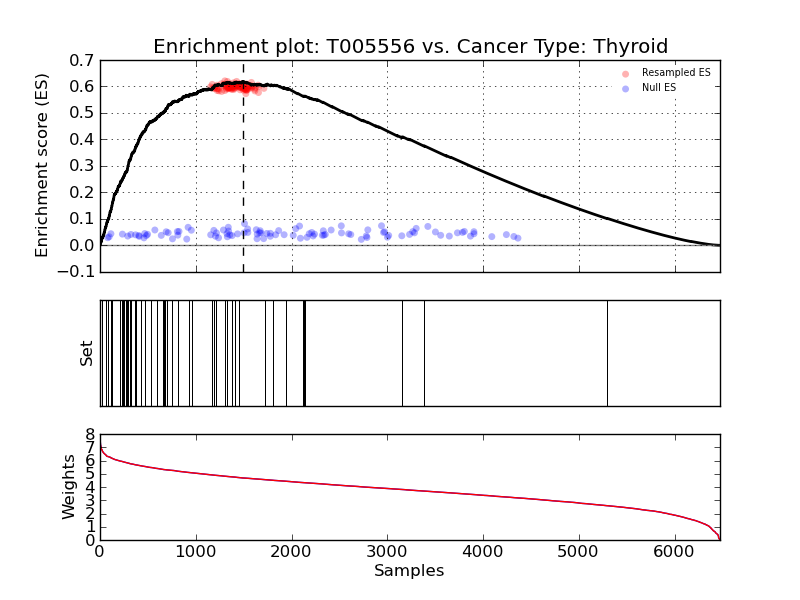 Enrichment plot: T005556 vs. Cancer Type: Thyroid
Enrichment score (ES)
0.7
0.6
0.5
0.4
0.3
0.2
0.1
0.0
−0.1
Resampled ES
Null ES
Set
Weights
8
7
6
5
4
3
2
1
0
0 1000 2000 3000 4000 5000 6000
Samples